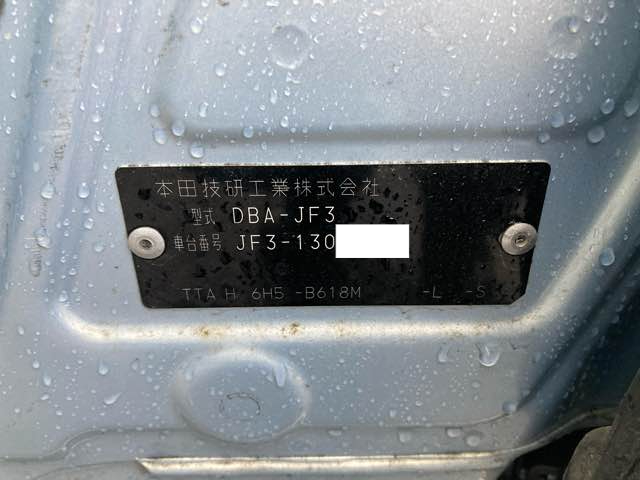 本田技研工業株式会社
型式 DBA-JF3
車台番号 JF3-130
TTA H 6H5 -B618M -L -S